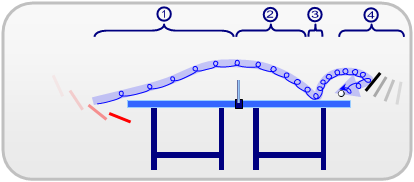 ① ② ③ ④